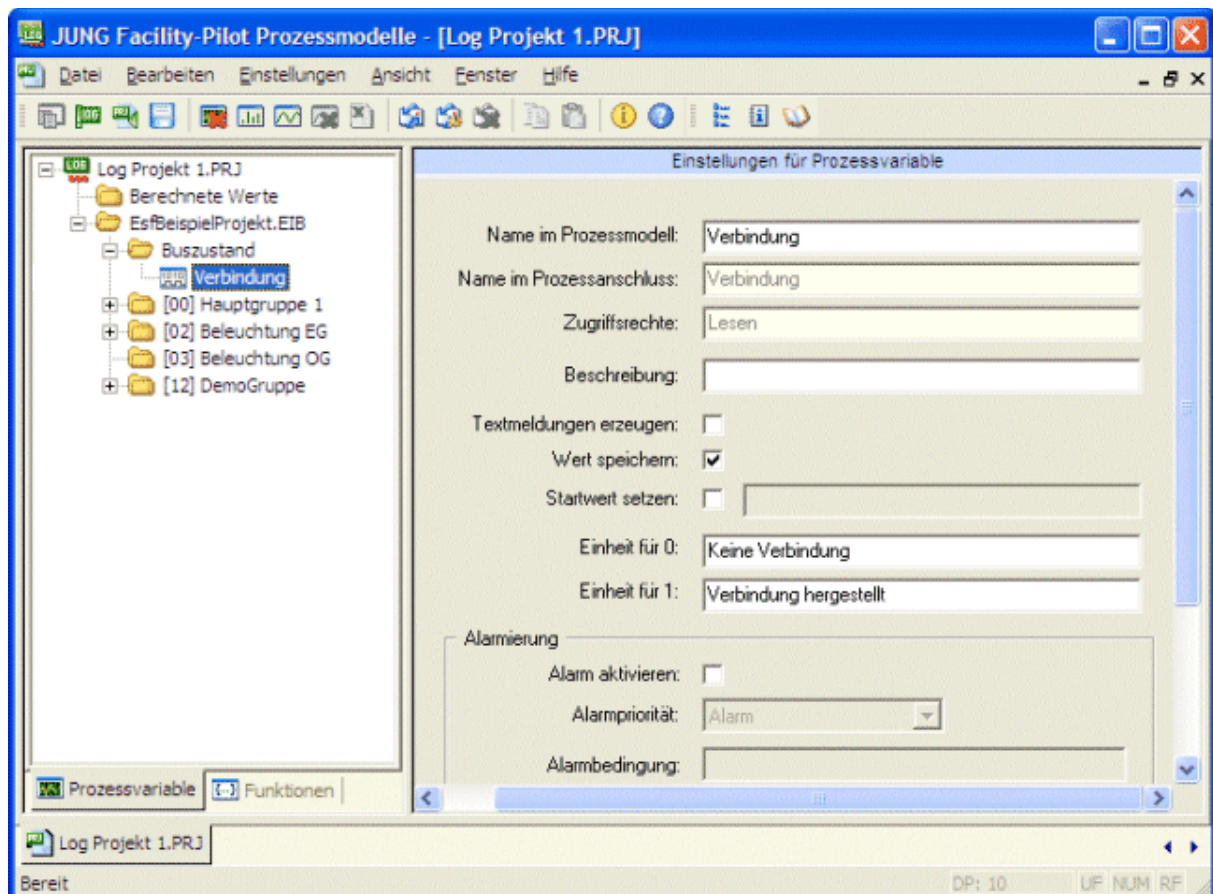 JUNG Facility-Pilot Prozessmodelle - [Log Projekt 1.PRJ]
Datei Bearbeiten Einstellungen Ansicht Fenster Hilfe
Log Projekt 1.PRJ
Berechnete Werte
EsfBeispielProjekt.EIB
Buszustand
Verbindung
[00] Hauptgruppe 1
[02] Beleuchtung EG
[03] Beleuchtung OG
[12] DemoGruppe
Prozessvariable Funktionen
Einstellungen für Prozessvariable
Name im Prozessmodell: Verbindung
Name im Prozessanschluss: Verbindung
Zugriffsrechte: Lesen
Beschreibung:
Textmeldungen erzeugen:
Wert speichern:
Startwert setzen:
Einheit für 0: Keine Verbindung
Einheit für 1: Verbindung hergestellt
Alarmierung
Alarm aktivieren:
Alarmpriorität: Alarm
Alarmbedingung:
Log Projekt 1.PRJ
Bereit DP: 10 UF NUM RF